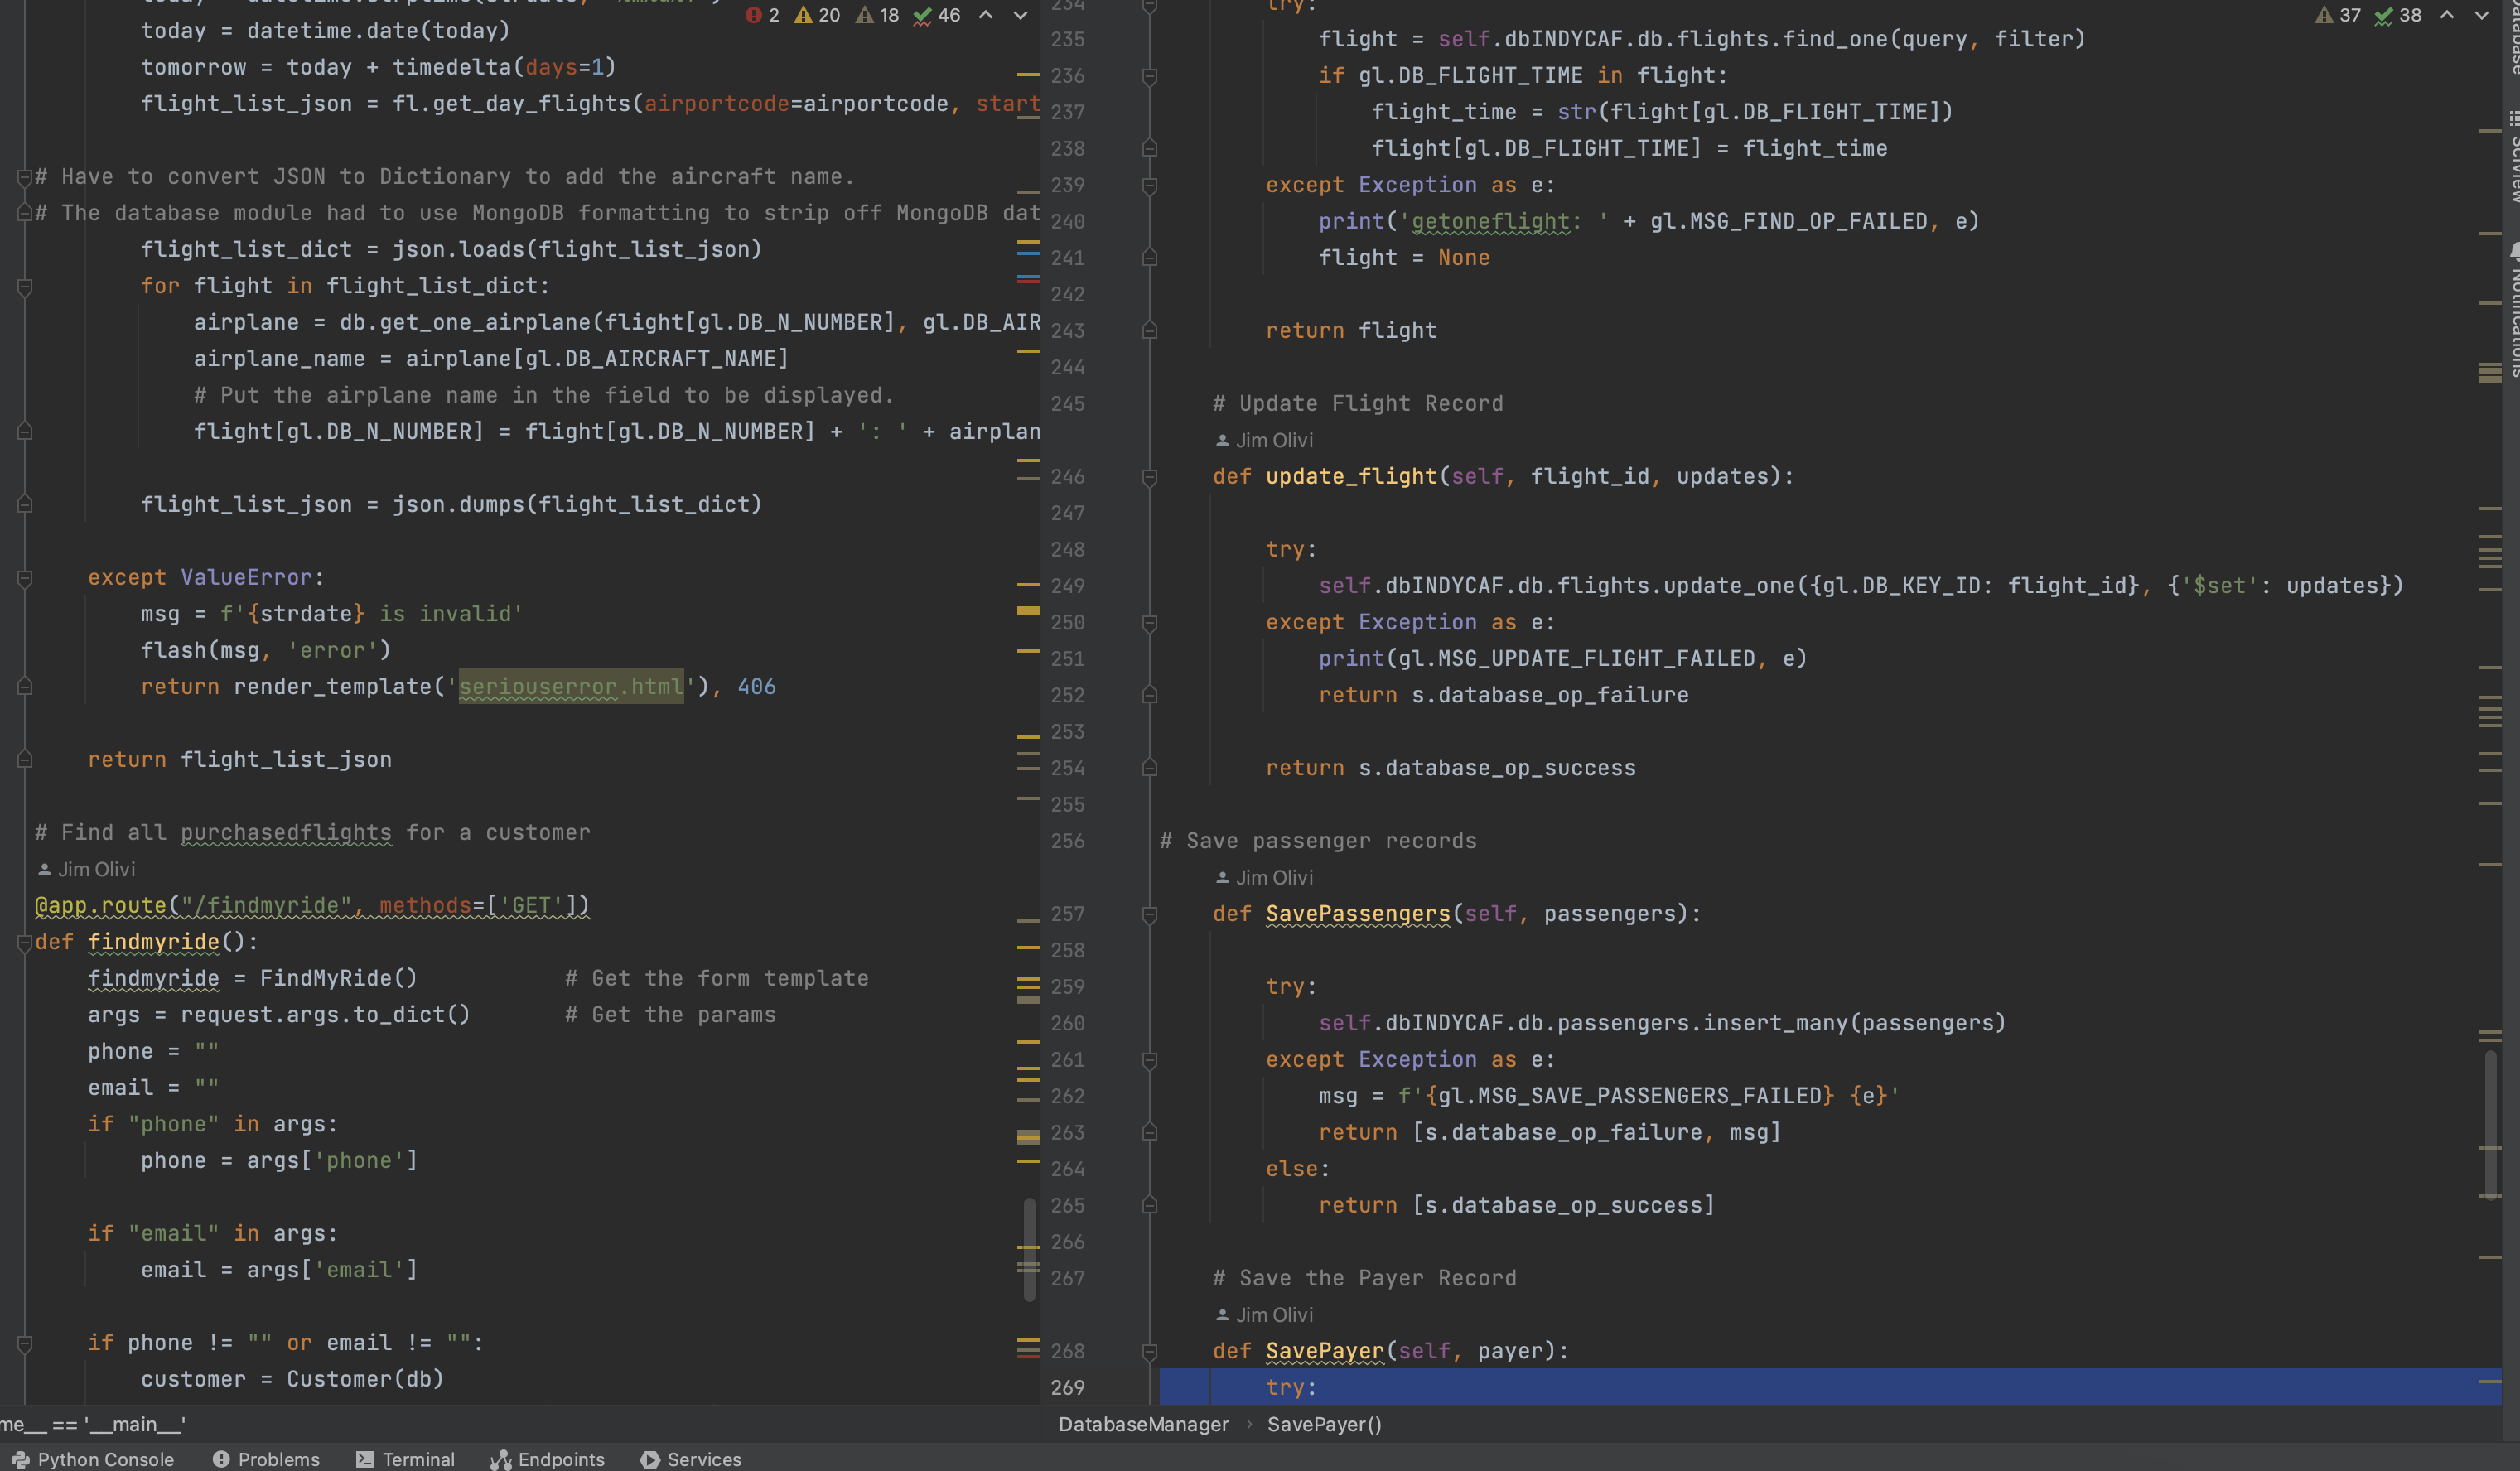 today = datetime.date(today)
tomorrow = today + timedelta(days=1)
flight_list_json = fl.get_day_flights(airportcode=airportcode, start
# Have to convert JSON to Dictionary to add the aircraft name.
# The database module had to use MongoDB formatting to strip off MongoDB dat
flight_list_dict = json.loads(flight_list_json)
for flight in flight_list_dict:
airplane = db.get_one_airplane(flight[gl.DB_N_NUMBER], gl.DB_AIR
airplane_name = airplane[gl.DB_AIRCRAFT_NAME]
# Put the airplane name in the field to be displayed.
flight[gl.DB_N_NUMBER] = flight[gl.DB_N_NUMBER] + ': ' + airplan
flight_list_json = json.dumps(flight_list_dict)
except ValueError:
msg = f'{strdate} is invalid'
flash(msg, 'error')
return render_template('seriouserror.html'), 406
return flight_list_json
# Find all purchasedflights for a customer
Jim Olivi
@app.route("/findmyride", methods=['GET'])
def findmyride():
findmyride = FindMyRide() # Get the form template
args = request.args.to_dict() # Get the params
phone = ""
email = ""
if "phone" in args:
phone = args['phone']
if "email" in args:
email = args['email']
if phone != "" or email != "":
customer = Customer(db)
me__ == '__main__'
2 20 18 46
234 try:
235 flight = self.dbINDYCAF.db.flights.find_one(query, filter)
236 if gl.DB_FLIGHT_TIME in flight:
237 flight_time = str(flight[gl.DB_FLIGHT_TIME])
238 flight[gl.DB_FLIGHT_TIME] = flight_time
239 except Exception as e:
240 print('getoneflight: ' + gl.MSG_FIND_OP_FAILED, e)
241 flight = None
242
243 return flight
244
245 # Update Flight Record
Jim Olivi
246 def update_flight(self, flight_id, updates):
247
248 try:
249 self.dbINDYCAF.db.flights.update_one({gl.DB_KEY_ID: flight_id}, {'$set': updates})
250 except Exception as e:
251 print(gl.MSG_UPDATE_FLIGHT_FAILED, e)
252 return s.database_op_failure
253
254 return s.database_op_success
255
256 # Save passenger records
Jim Olivi
257 def SavePassengers(self, passengers):
258
259 try:
260 self.dbINDYCAF.db.passengers.insert_many(passengers)
261 except Exception as e:
262 msg = f'{gl.MSG_SAVE_PASSENGERS_FAILED} {e}'
263 return [s.database_op_failure, msg]
264 else:
265 return [s.database_op_success]
266
267 # Save the Payer Record
Jim Olivi
268 def SavePayer(self, payer):
269 try:
DatabaseManager › SavePayer()
37 38
Database
SciView
Notifications
Python Console Problems Terminal Endpoints Services